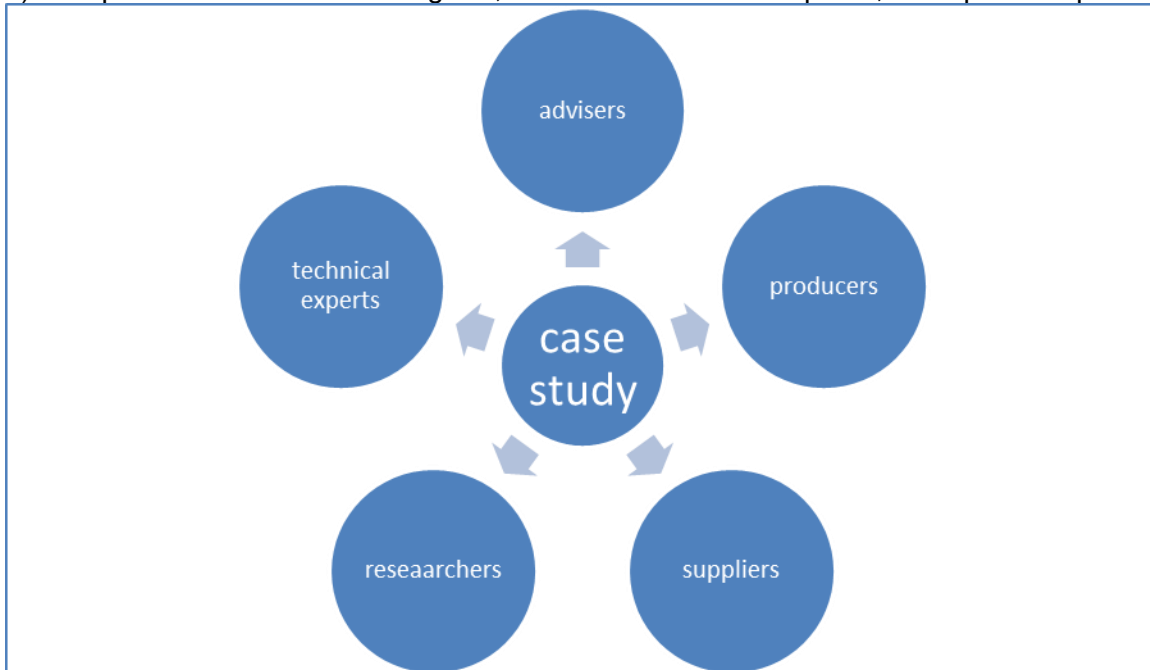 advisers
technical
experts
producers
case
study
reseaarchers
suppliers